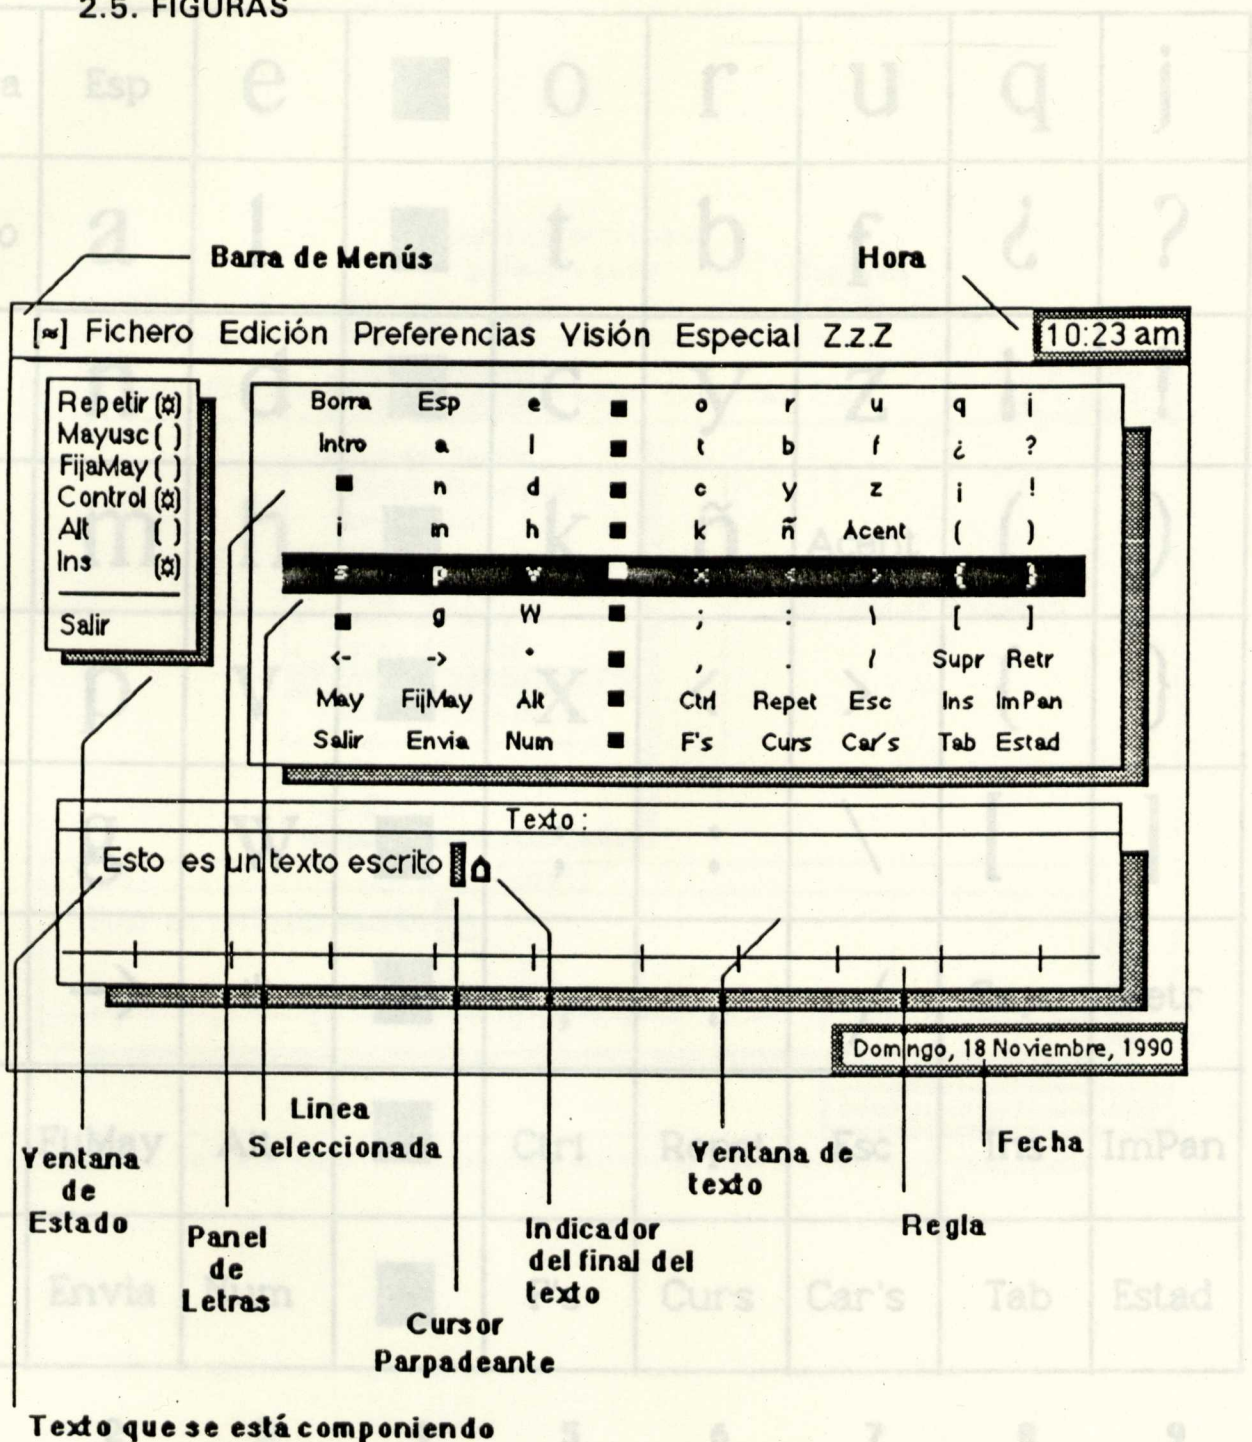 2.5. FIGURAS
Barra de Menús
Hora
[≈] Fichero Edición Preferencias Visión Especial Z.z.Z
10:23 am
Repetir (¤)
Mayusc ( )
FijaMay ( )
Control (¤)
Alt ( )
Ins (¤)
Salir
Borra Esp e ■ o r u q j
Intro a l ■ t b f ¿ ?
■ n d ■ c y z ¡ !
i m h ■ k ñ Acent ( )
s p v ■ x < > { }
■ g W ■ ; : \ [ ]
<- -> * ■ , . / Supr Retr
May FijMay Alt ■ Ctrl Repet Esc Ins ImPan
Salir Envia Num ■ F's Curs Car's Tab Estad
Texto :
Esto es un texto escrito
Domingo, 18 Noviembre, 1990
Linea
Seleccionada
Ventana
de
Estado
Panel
de
Letras
Cursor
Parpadeante
Indicador
del final del
texto
Ventana de
texto
Regla
Fecha
Texto que se está componiendo